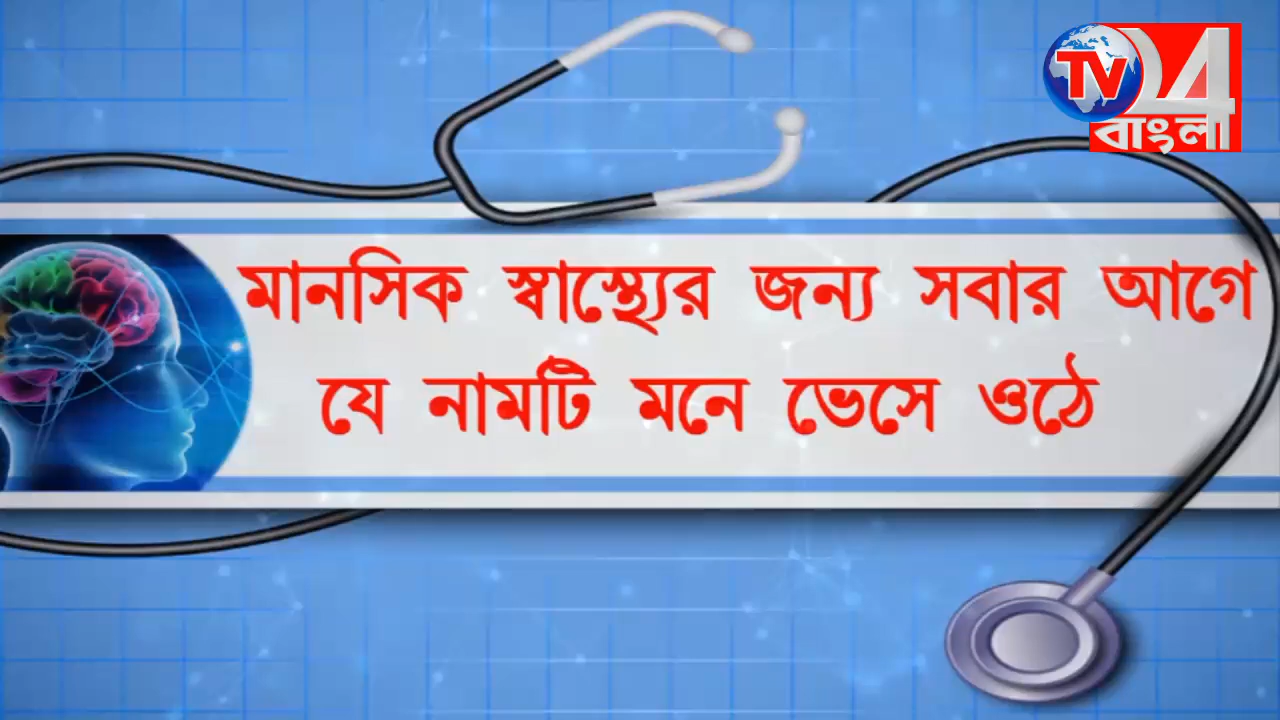 TV 24
বাংলা
মানসিক স্বাস্থ্যের জন্য সবার আগে
যে নামটি মনে ভেসে ওঠে